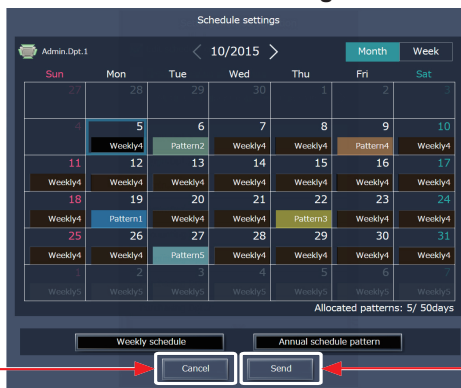 Schedule settings
Admin.Dpt.1 < 10/2015 > Month Week
Sun Mon Tue Wed Thu Fri Sat
27 28 29 30 1 2 3
4 5 6 7 8 9 10
Weekly4 Pattern2 Weekly4 Weekly4 Pattern4 Weekly4
11 12 13 14 15 16 17
Weekly4 Weekly4 Weekly4 Weekly4 Weekly4 Weekly4 Weekly4
18 19 20 21 22 23 24
Weekly4 Pattern1 Weekly4 Weekly4 Pattern3 Weekly4 Weekly4
25 26 27 28 29 30 31
Weekly4 Weekly4 Pattern5 Weekly4 Weekly4 Weekly4 Weekly4
1 2 3 4 5 6 7
Weekly5 Weekly5 Weekly5 Weekly5 Weekly5 Weekly5 Weekly5
Allocated patterns: 5/ 50days
Weekly schedule Annual schedule pattern
Cancel Send